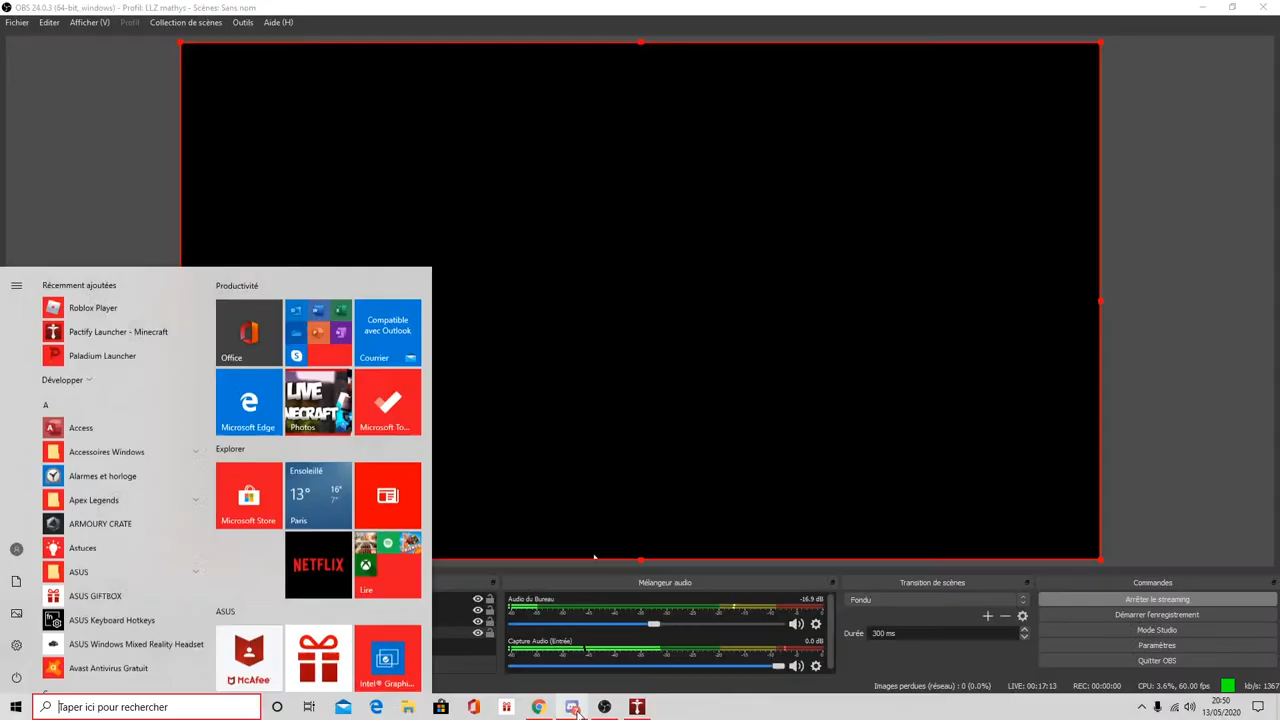 OBS 24.0.3 (64-bit, windows) - Profil: LLZ mathys - Scènes: Sans nom
Fichier Editer Afficher (V) Profil Collection de scènes Outils Aide (H)
Récemment ajoutées
Roblox Player
Pactify Launcher - Minecraft
Paladium Launcher
Développer
A
Access
Accessoires Windows
Alarmes et horloge
Apex Legends
ARMOURY CRATE
Astuces
ASUS
ASUS GIFTBOX
ASUS Keyboard Hotkeys
ASUS Windows Mixed Reality Headset
Avast Antivirus Gratuit
Productivité
Office
Compatible
avec Outlook
Courrier
Microsoft Edge
LIVE
Photos
Microsoft To...
Explorer
Microsoft Store
Ensoleillé
13° 16°
7°
Paris
NETFLIX
Lire
ASUS
McAfee
Intel® Graphi...
Mélangeur audio
Audio du Bureau -16.9 dB
Capture Audio (Entrée) 0.0 dB
Transition de scènes
Fondu
Durée 300 ms
Commandes
Arrêter le streaming
Démarrer l'enregistrement
Mode Studio
Paramètres
Quitter OBS
Images perdues (réseau) : 0 (0.0%) LIVE: 00:17:13 REC: 00:00:00 CPU: 3.6%, 60.00 fps kb/s: 1367
Taper ici pour rechercher
20:50
13/05/2020